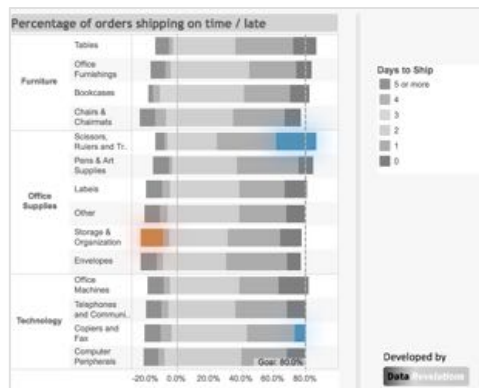 Percentage of orders shipping on time / late
Furniture
Tables
Office
Furnishings
Bookcases
Chairs &
Chairmats
Office
Supplies
Scissors,
Rulers and Tr..
Pens & Art
Supplies
Labels
Other
Storage &
Organization
Envelopes
Technology
Office
Machines
Telephones
and Communi..
Copiers and
Fax
Computer
Peripherals
Goal: 80.0%
-20.0% 0.0% 20.0% 40.0% 60.0% 80.0%
Days to Ship
5 or more
4
3
2
1
0
Developed by
Data Revelations